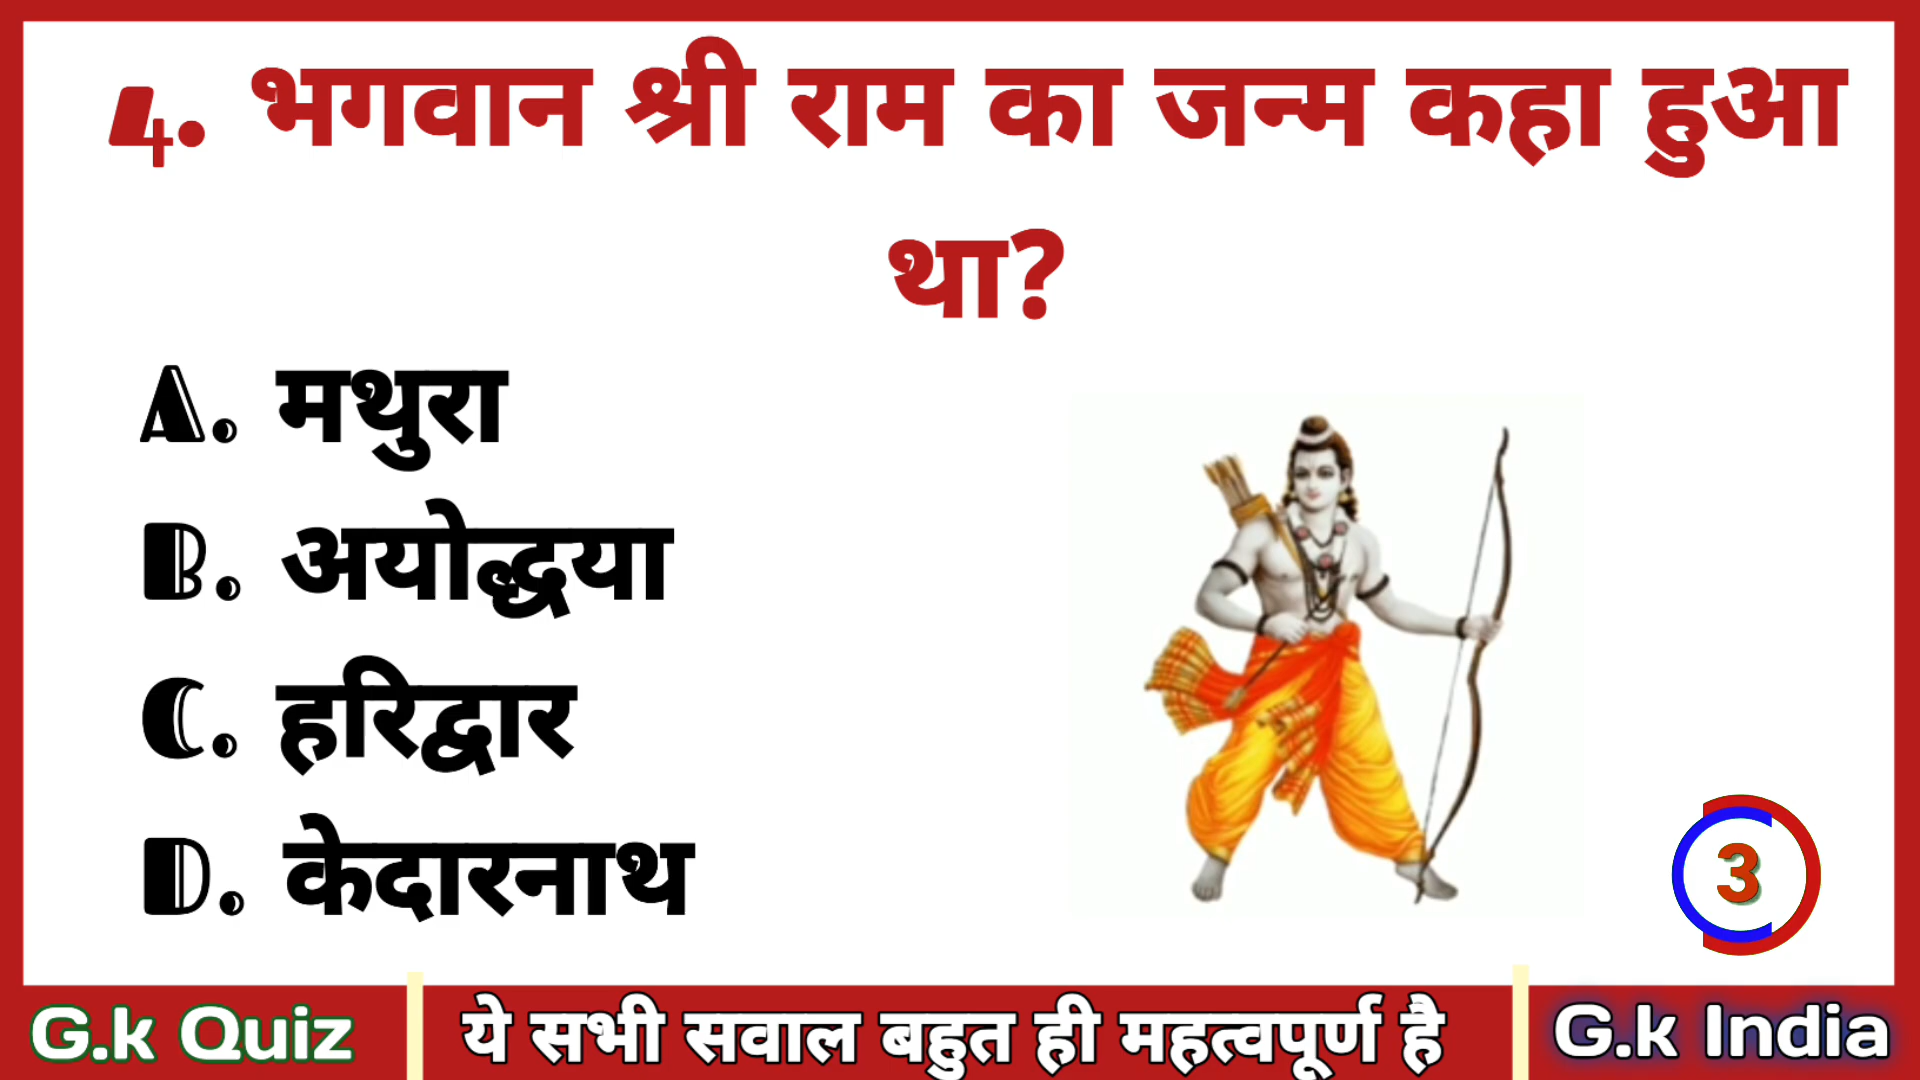 4. भगवान श्री राम का जन्म कहा हुआ
था?
A. मथुरा
B. अयोद्धया
C. हरिद्वार
D. केदारनाथ
3
G.k Quiz
ये सभी सवाल बहुत ही महत्वपूर्ण है
G.k India